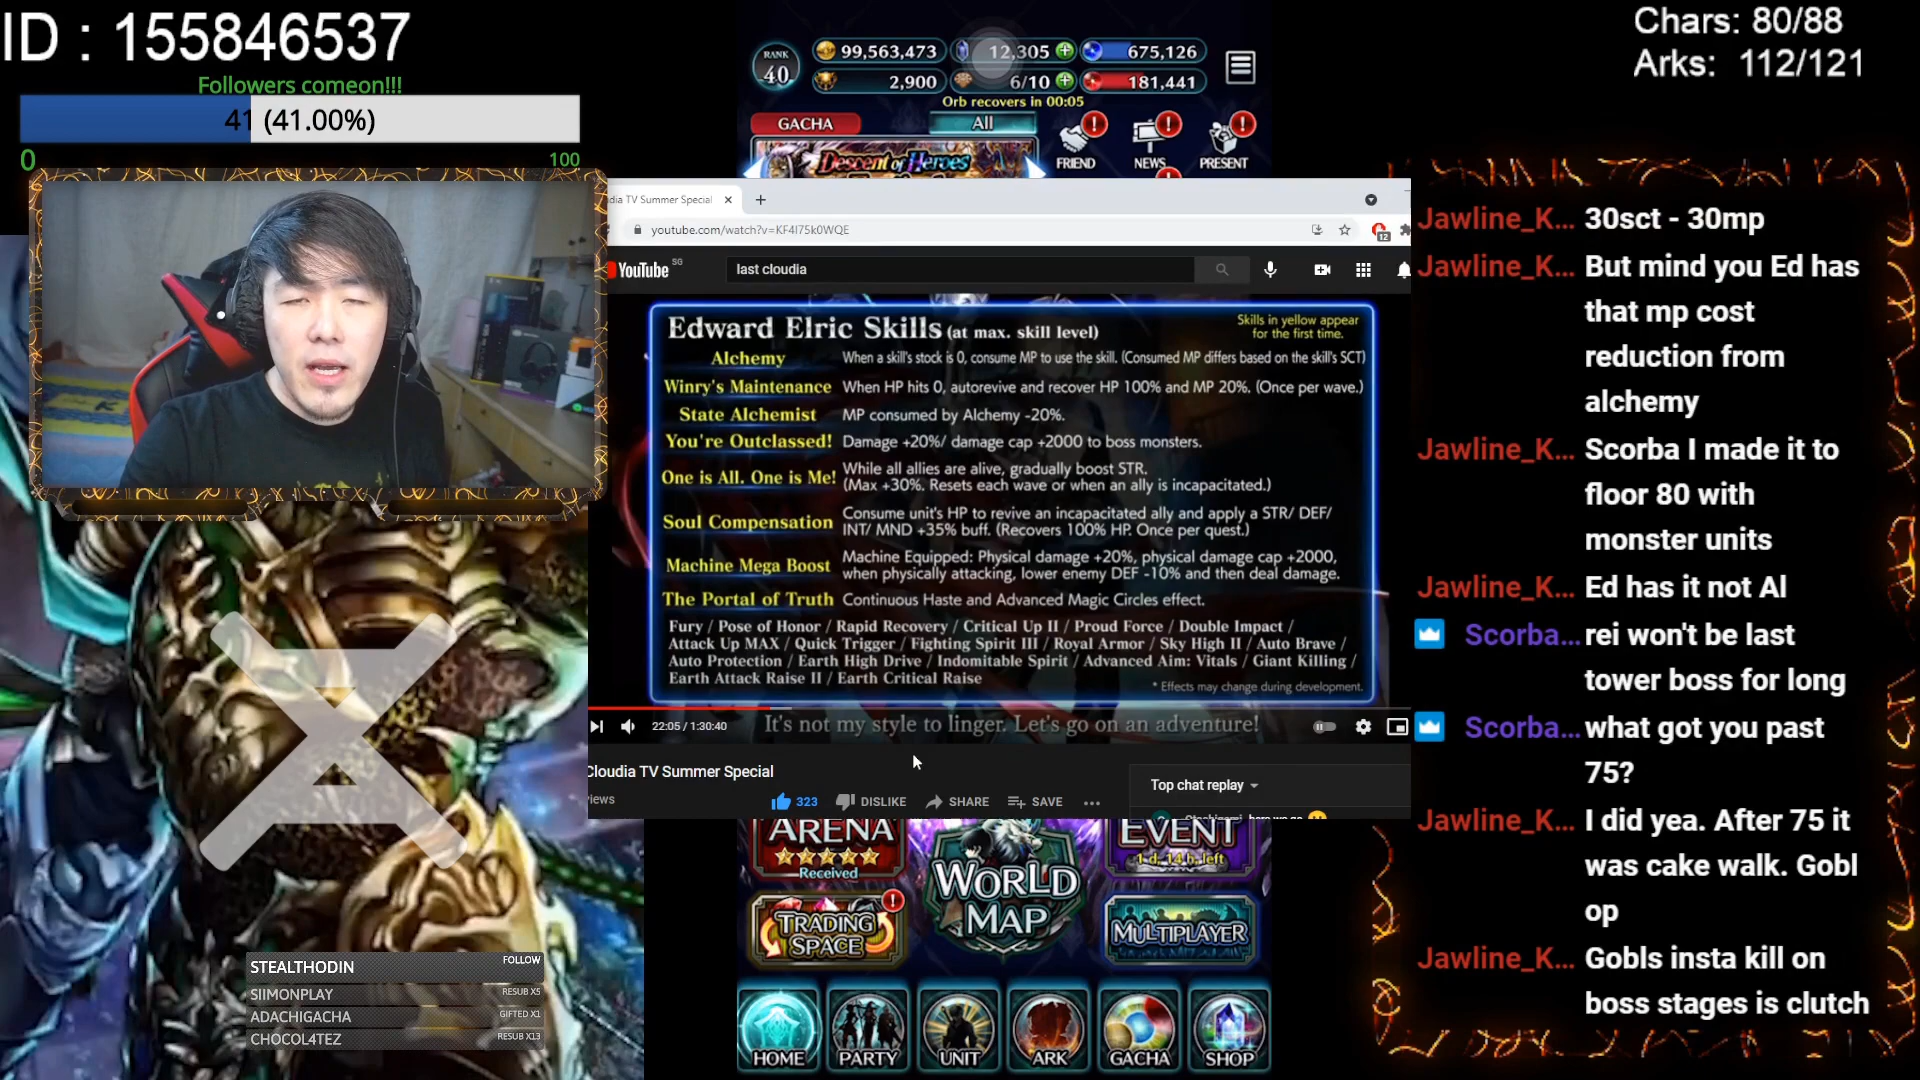 ID : 155846537
Followers comeon!!!
41 (41.00%)
0
100
RANK
40
99,563,473
12,305
675,126
2,900
6/10
181,441
Orb recovers in 00:05
GACHA
All
Descent of Heroes
FRIEND
NEWS
PRESENT
Chars: 80/88
Arks: 112/121
dia TV Summer Special
youtube.com/watch?v=KF4I75k0WQE
12
YouTube SG
last cloudia
Edward Elric Skills (at max. skill level)
Skills in yellow appear
for the first time.
Alchemy When a skill's stock is 0, consume MP to use the skill. (Consumed MP differs based on the skill's SCT)
Winry's Maintenance When HP hits 0, autorevive and recover HP 100% and MP 20%. (Once per wave.)
State Alchemist MP consumed by Alchemy -20%.
You're Outclassed! Damage +20%/ damage cap +2000 to boss monsters.
One is All. One is Me! While all allies are alive, gradually boost STR.
(Max +30%. Resets each wave or when an ally is incapacitated.)
Soul Compensation Consume unit's HP to revive an incapacitated ally and apply a STR/ DEF/
INT/ MND +35% buff. (Recovers 100% HP. Once per quest.)
Machine Mega Boost Machine Equipped: Physical damage +20%, physical damage cap +2000,
when physically attacking, lower enemy DEF -10% and then deal damage.
The Portal of Truth Continuous Haste and Advanced Magic Circles effect.
Fury / Pose of Honor / Rapid Recovery / Critical Up II / Proud Force / Double Impact /
Attack Up MAX / Quick Trigger / Fighting Spirit III / Royal Armor / Sky High II / Auto Brave /
Auto Protection / Earth High Drive / Indomitable Spirit / Advanced Aim: Vitals / Giant Killing /
Earth Attack Raise II / Earth Critical Raise
* Effects may change during development.
22:05 / 1:30:40
It's not my style to linger. Let's go on an adventure!
Cloudia TV Summer Special
iews
323
DISLIKE
SHARE
SAVE
Top chat replay
ARENA
Received
WORLD
MAP
EVENT
1 d, 14 h left
TRADING
SPACE
MULTIPLAYER
HOME
PARTY
UNIT
ARK
GACHA
SHOP
STEALTHODIN FOLLOW
SIIMONPLAY RESUB X5
ADACHIGACHA GIFTED X1
CHOCOL4TEZ RESUB X13
Jawline_K... 30sct - 30mp
Jawline_K... But mind you Ed has
that mp cost
reduction from
alchemy
Jawline_K... Scorba I made it to
floor 80 with
monster units
Jawline_K... Ed has it not Al
Scorba... rei won't be last
tower boss for long
Scorba... what got you past
75?
Jawline_K... I did yea. After 75 it
was cake walk. Gobl
op
Jawline_K... Gobls insta kill on
boss stages is clutch